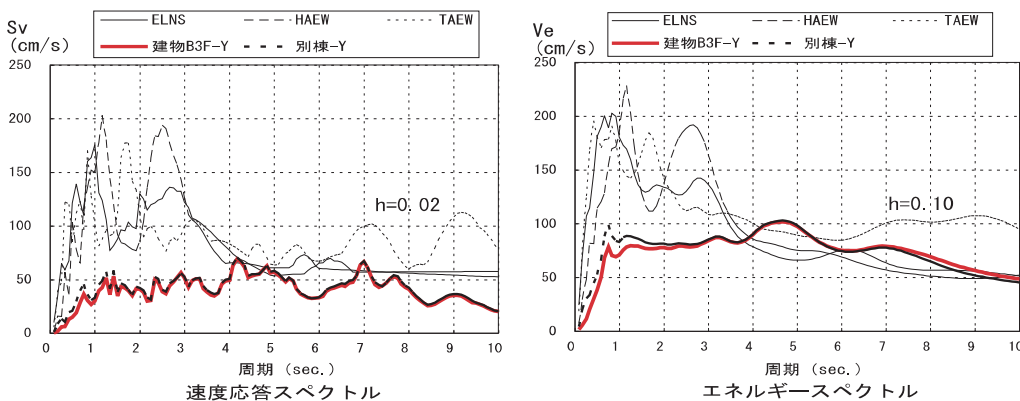 ELNS HAEW TAEW
建物B3F-Y 別棟-Y
Sv
(cm/s)
250
200
150
100
50
0
h=0.02
0 1 2 3 4 5 6 7 8 9 10
周期 (sec.)
速度応答スペクトル
ELNS HAEW TAEW
建物B3F-Y 別棟-Y
Ve
(cm/s)
250
200
150
100
50
0
h=0.10
0 1 2 3 4 5 6 7 8 9 10
周期 (sec.)
エネルギースペクトル